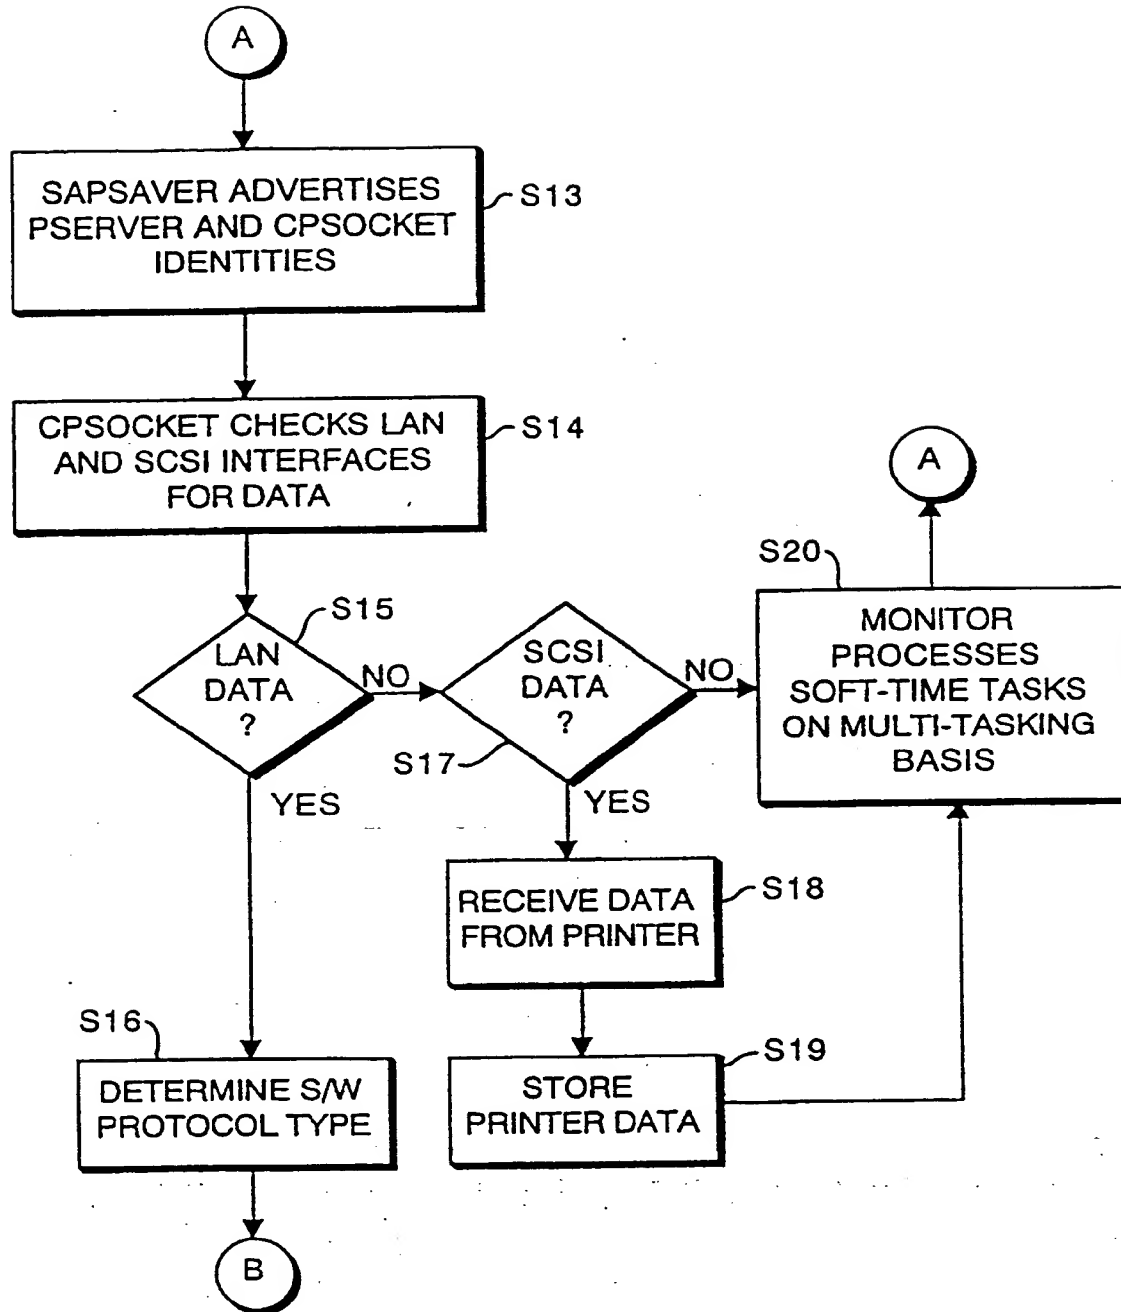 A
SAPSAVER ADVERTISES
PSERVER AND CPSOCKET
IDENTITIES
S13
CPSOCKET CHECKS LAN
AND SCSI INTERFACES
FOR DATA
S14
LAN
DATA
?
S15
NO
YES
SCSI
DATA
?
S17
NO
YES
A
S20
MONITOR
PROCESSES
SOFT-TIME TASKS
ON MULTI-TASKING
BASIS
RECEIVE DATA
FROM PRINTER
S18
STORE
PRINTER DATA
S19
S16
DETERMINE S/W
PROTOCOL TYPE
B